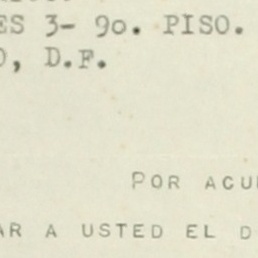 ES 3- 9o. PISO.
O, D.F.
POR ACU
AR A USTED EL D